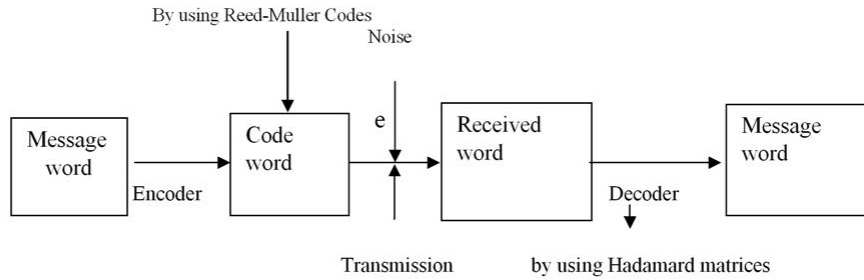 By using Reed-Muller Codes
Noise
Message
word
Encoder
Code
word
e
Transmission
Received
word
Decoder
by using Hadamard matrices
Message
word